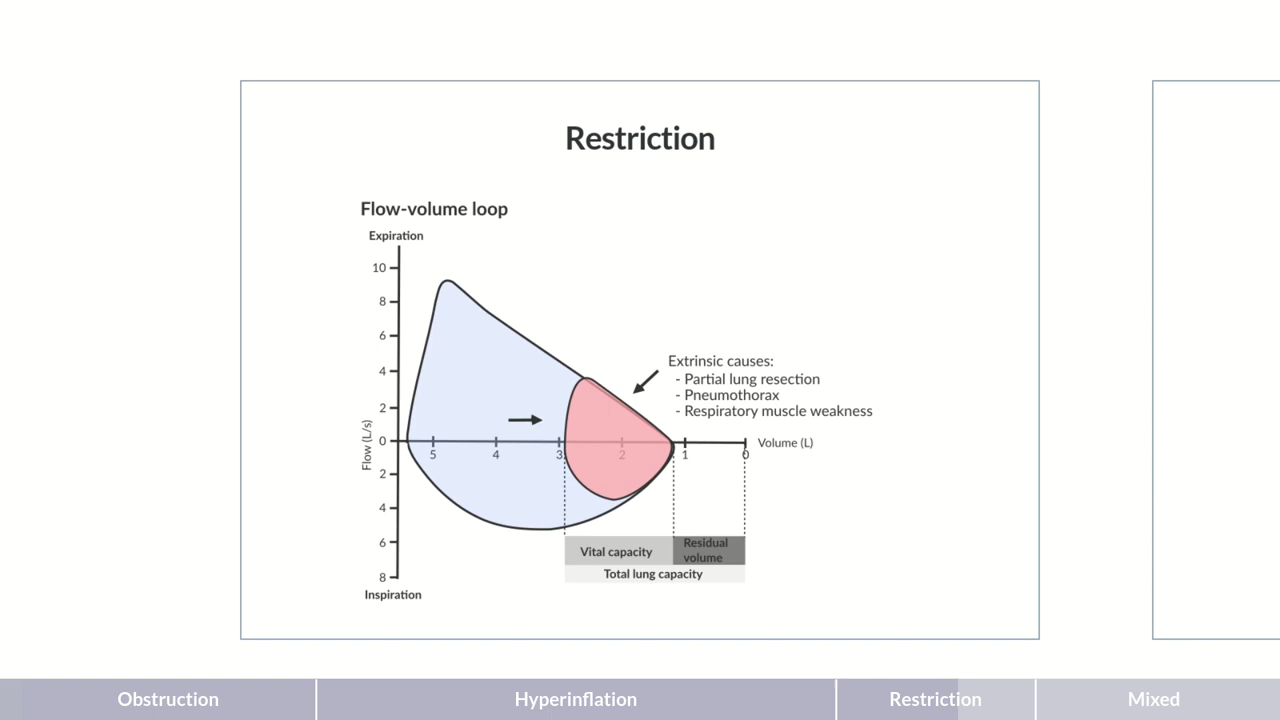 Restriction
Flow-volume loop
Expiration
10
8
6
4
2
0
2
4
6
8
Flow (L/s)
Inspiration
5
4
3
2
1
0
Volume (L)
Extrinsic causes:
- Partial lung resection
- Pneumothorax
- Respiratory muscle weakness
Vital capacity
Residual
volume
Total lung capacity
Obstruction
Hyperinflation
Restriction
Mixed